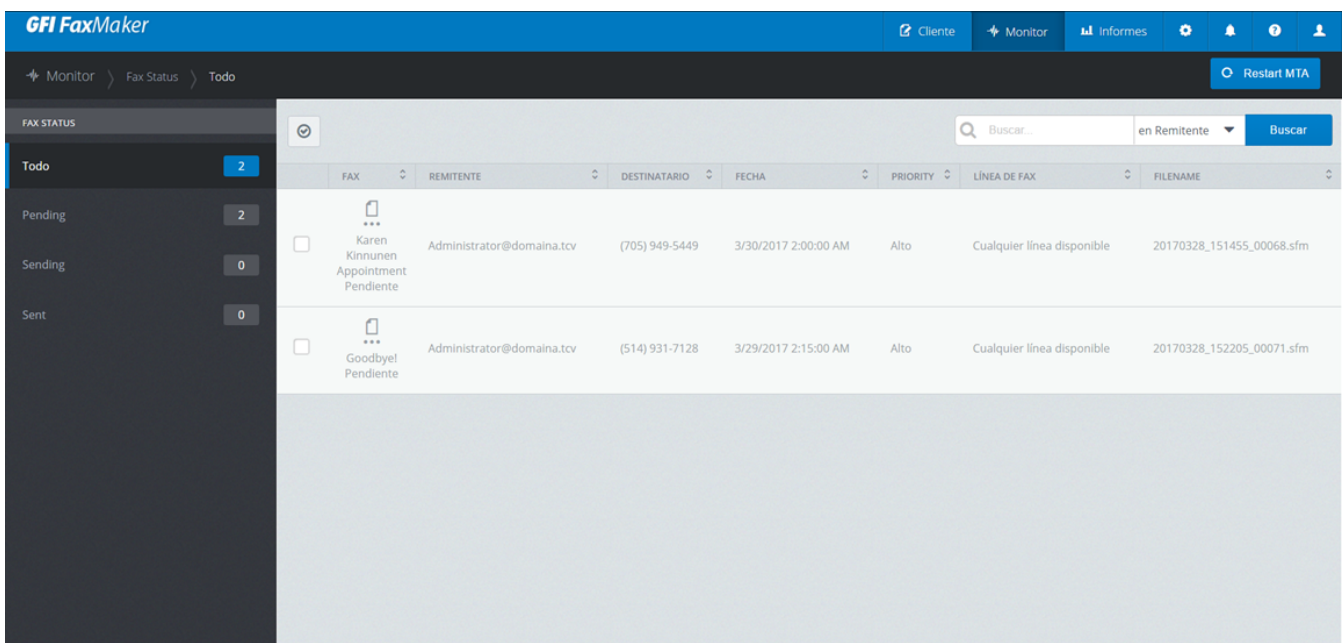 GFI FaxMaker
Cliente
Monitor
Informes
Monitor
Fax Status
Todo
Restart MTA
FAX STATUS
Todo 2
Pending 2
Sending 0
Sent 0
Buscar...
en Remitente
Buscar
FAX REMITENTE DESTINATARIO FECHA PRIORITY LÍNEA DE FAX FILENAME
Karen
Kinnunen
Appointment
Pendiente
Administrator@domaina.tcv (705) 949-5449 3/30/2017 2:00:00 AM Alto Cualquier línea disponible 20170328_151455_00068.sfm
Goodbye!
Pendiente
Administrator@domaina.tcv (514) 931-7128 3/29/2017 2:15:00 AM Alto Cualquier línea disponible 20170328_152205_00071.sfm